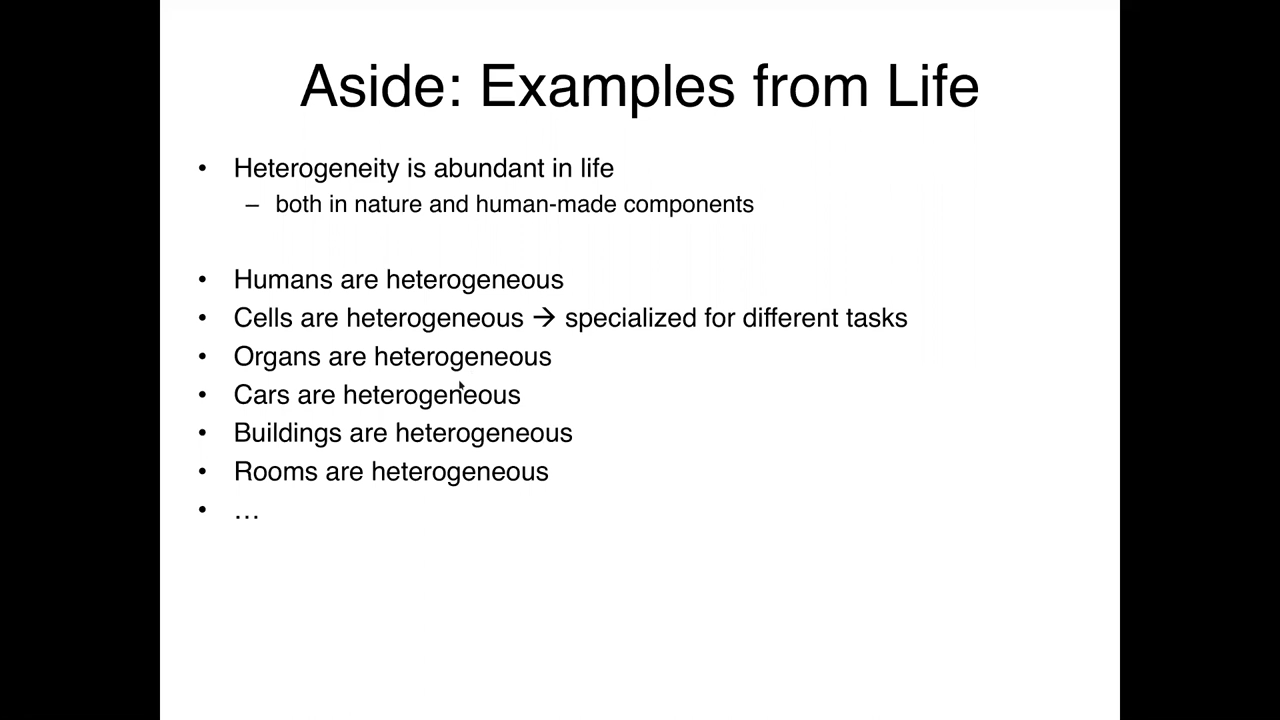 Aside: Examples from Life
• Heterogeneity is abundant in life
– both in nature and human-made components
• Humans are heterogeneous
• Cells are heterogeneous → specialized for different tasks
• Organs are heterogeneous
• Cars are heterogeneous
• Buildings are heterogeneous
• Rooms are heterogeneous
• …